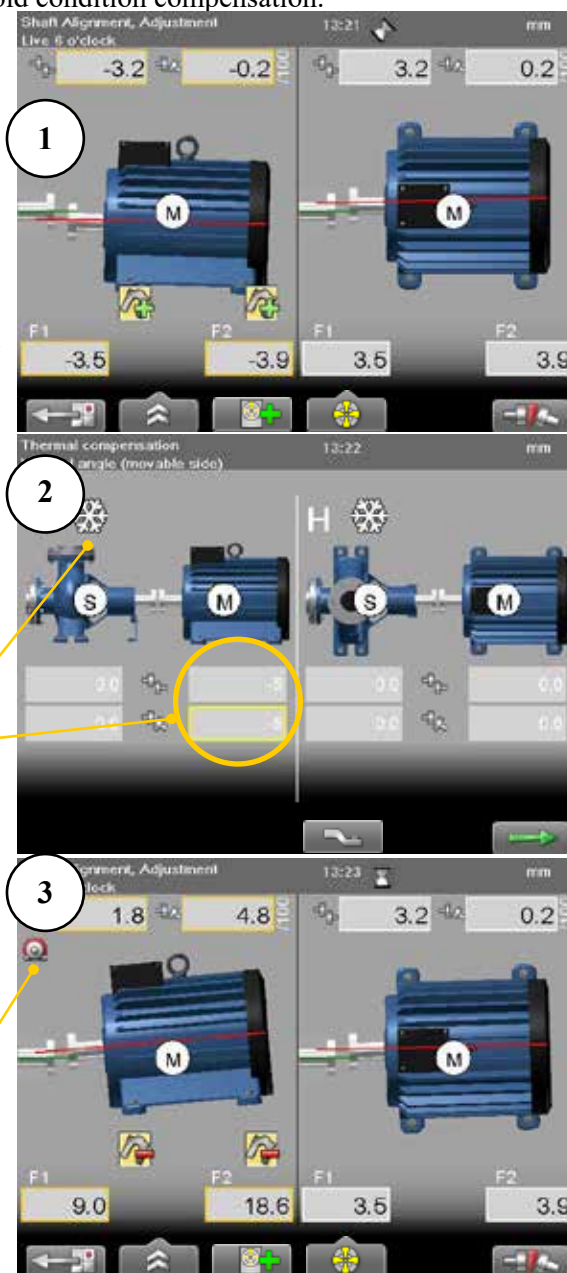 old condition compensation.
Shaft Alignment, Adjustment 13:21 mm
Live 6 o'clock
-3.2 -0.2 /100 3.2 0.2
1
M M
F1 F2 F1 F2
-3.5 -3.9 3.5 3.9
Thermal compensation 13:22 mm
angle (movable side)
2
H
S M S M
0.0 -5 0.0 0.0
0.0 -5 0.0 0.0
gnment, Adjustment 13:23 mm
lock
3
1.8 4.8 /100 3.2 0.2
M M
F1 F2 F1 F2
9.0 18.6 3.5 3.9